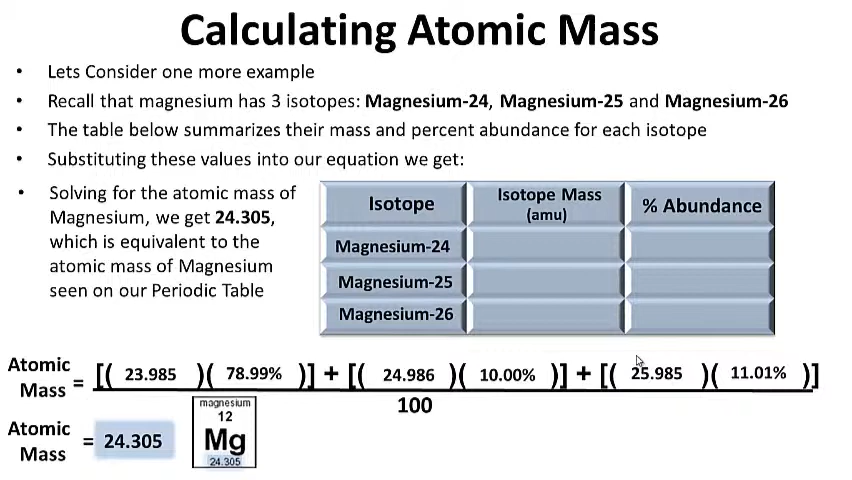 Calculating Atomic Mass
• Lets Consider one more example
• Recall that magnesium has 3 isotopes: Magnesium-24, Magnesium-25 and Magnesium-26
• The table below summarizes their mass and percent abundance for each isotope
• Substituting these values into our equation we get:
• Solving for the atomic mass of
Magnesium, we get 24.305,
which is equivalent to the
atomic mass of Magnesium
seen on our Periodic Table
Isotope Isotope Mass (amu) % Abundance
Magnesium-24
Magnesium-25
Magnesium-26
Atomic Mass = [( 23.985 )( 78.99% )] + [( 24.986 )( 10.00% )] + [( 25.985 )( 11.01% )]
100
Atomic Mass = 24.305
magnesium
12
Mg
24.305